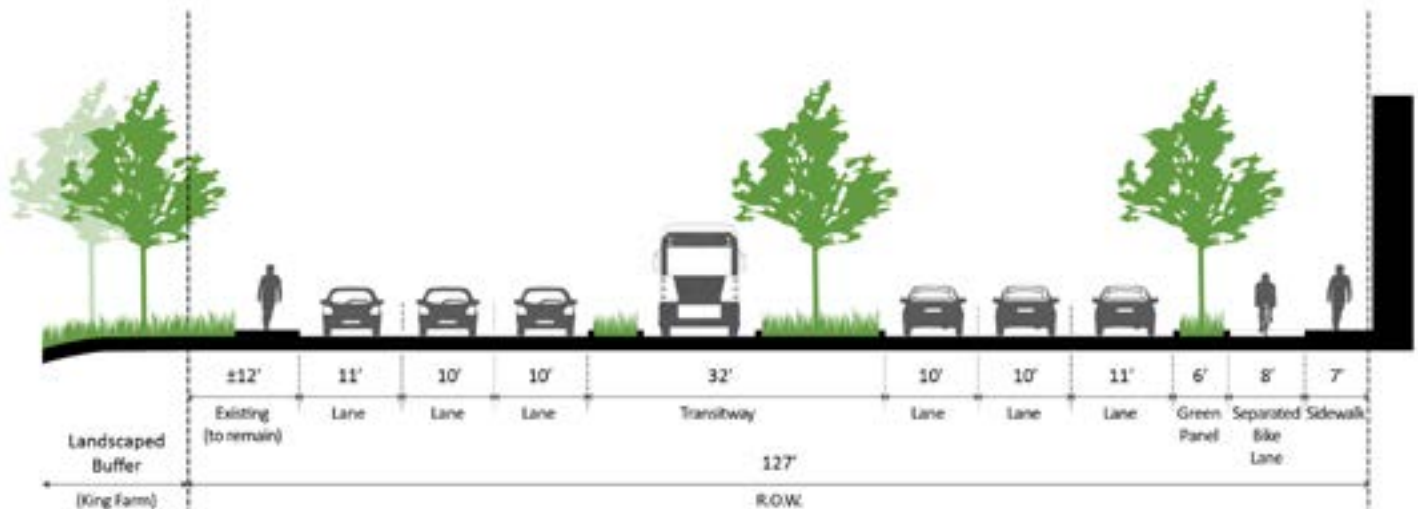 ±12' 11' 10' 10' 32' 10' 10' 11' 6' 8' 7'
Existing Lane Lane Lane Transitway Lane Lane Lane Green Separated Sidewalk
(to remain) Panel Bike
Lane
Landscaped
Buffer
127'
(King Farm) R.O.W.